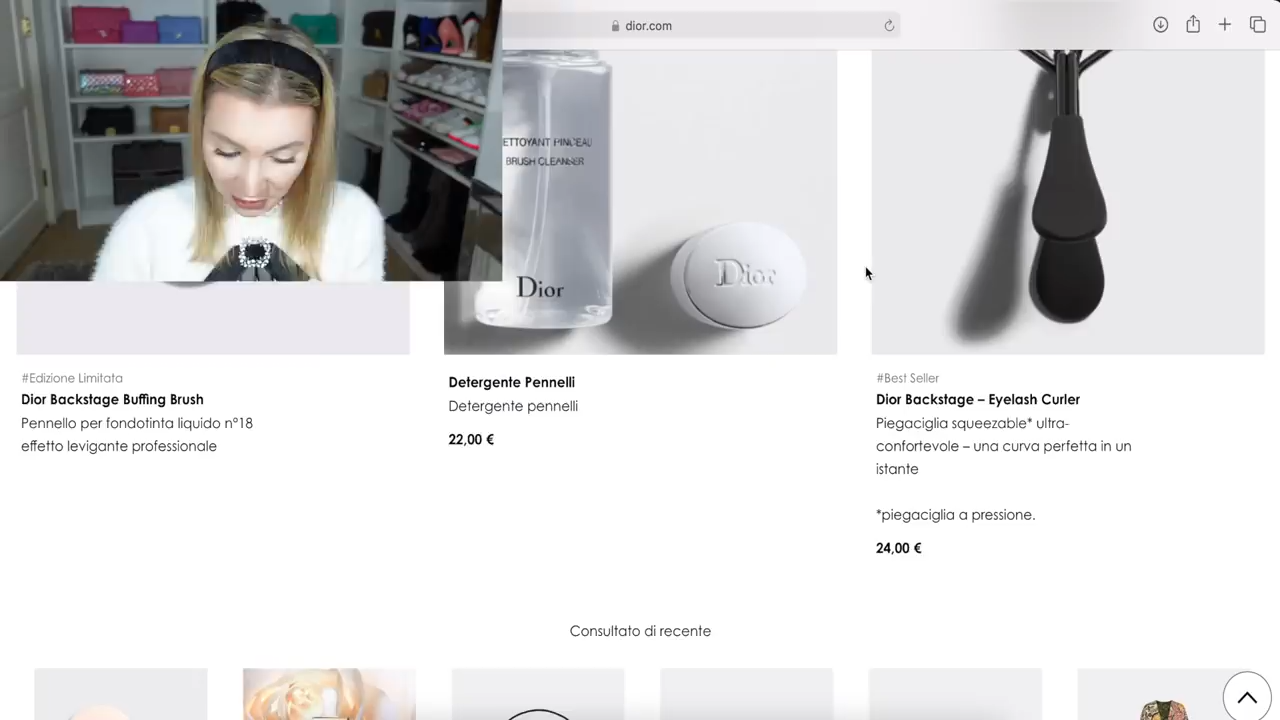 dior.com
ETTOYANT PINCEAU
BRUSH CLEANSER
Dior
Dior
#Edizione Limitata
Dior Backstage Buffing Brush
Pennello per fondotinta liquido n°18
effetto levigante professionale
Detergente Pennelli
Detergente pennelli
22,00 €
#Best Seller
Dior Backstage – Eyelash Curler
Piegaciglia squeezable* ultra-
confortevole – una curva perfetta in un
istante
*piegaciglia a pressione.
24,00 €
Consultato di recente